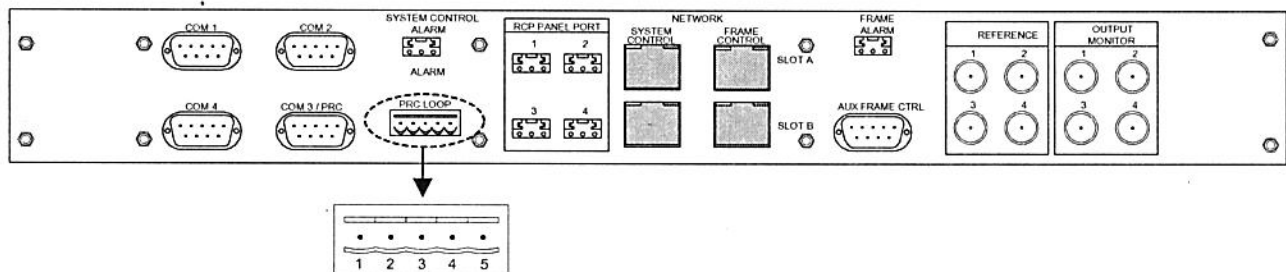 COM 1
COM 2
SYSTEM CONTROL
ALARM
ALARM
COM 4
COM 3 / PRC
PRC LOOP
RCP PANEL PORT
1 2
3 4
NETWORK
SYSTEM CONTROL
FRAME CONTROL
SLOT A
SLOT B
FRAME
ALARM
AUX FRAME CTRL
REFERENCE
1 2
3 4
OUTPUT MONITOR
1 2
3 4
1 2 3 4 5